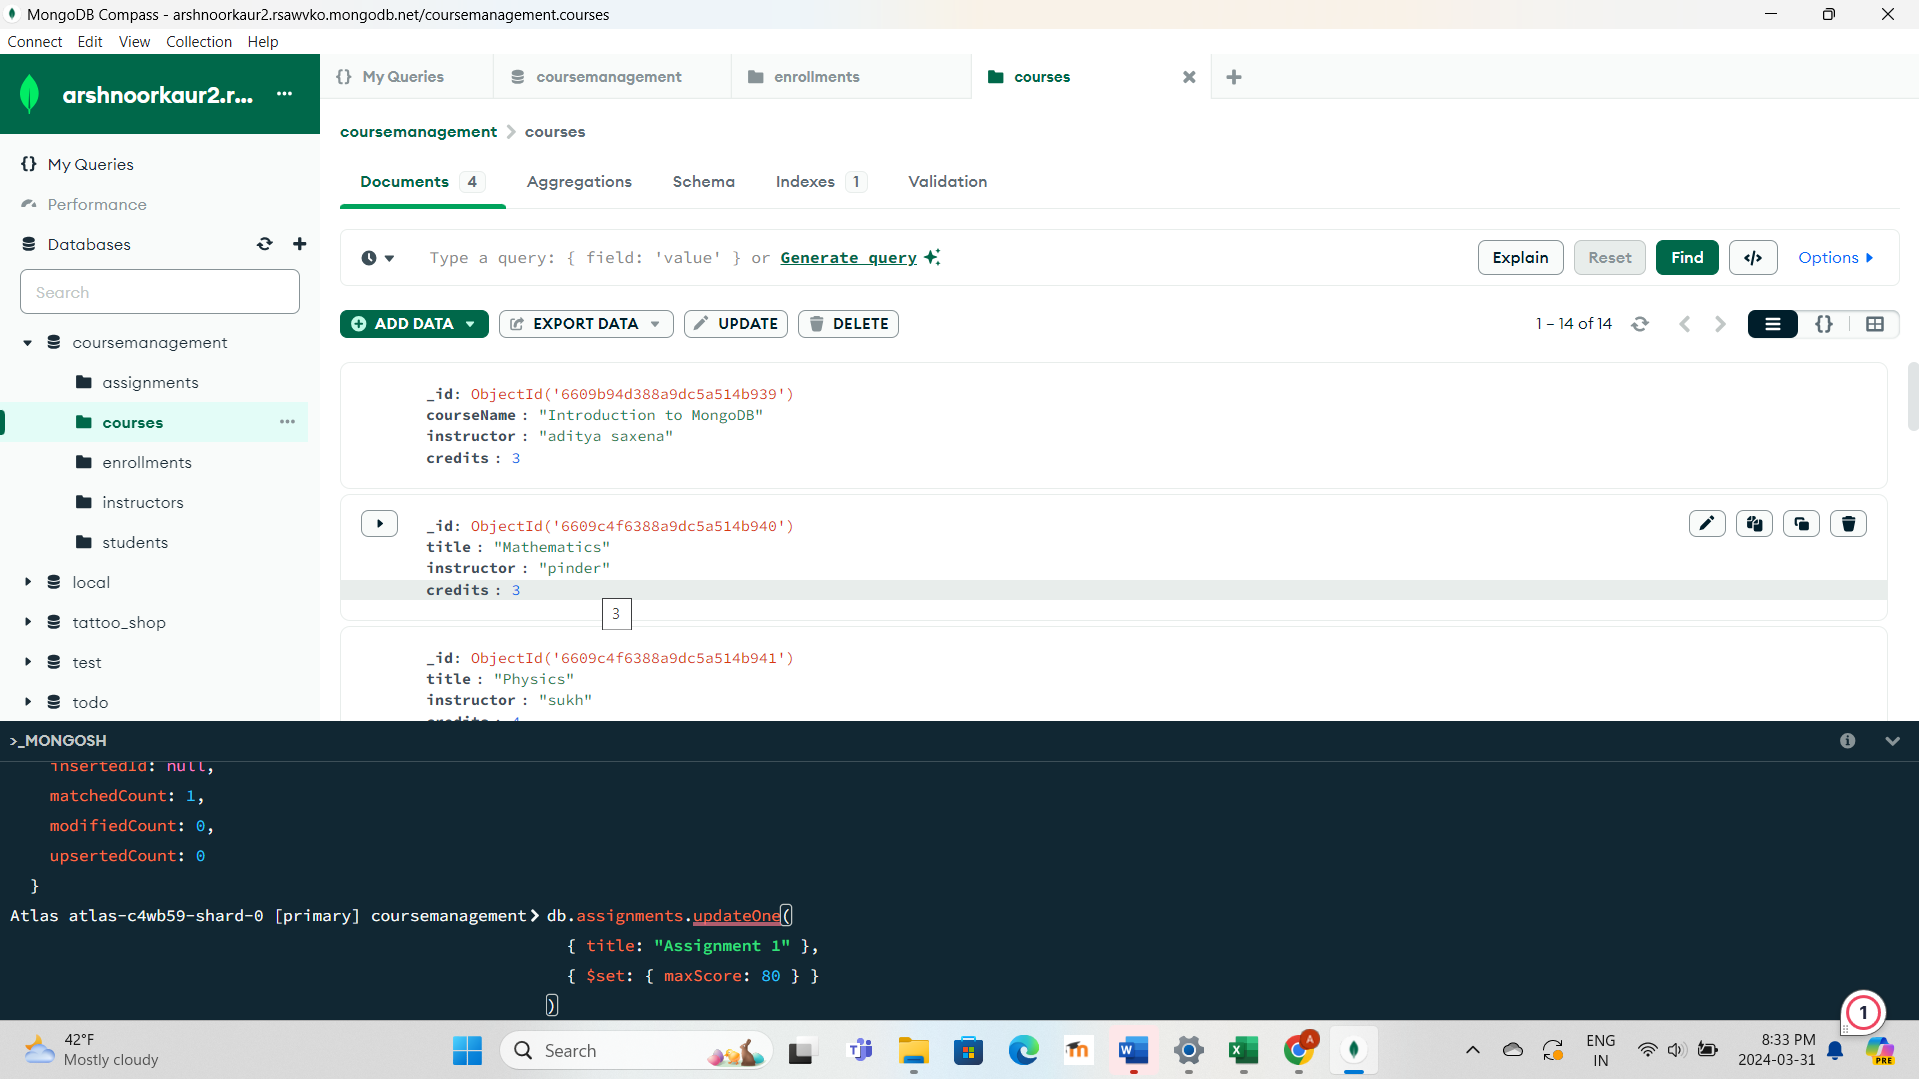 MongoDB Compass - arshnoorkaur2.rsawvko.mongodb.net/coursemanagement.courses
Connect Edit View Collection Help
arshnoorkaur2.r...
My Queries
Performance
Databases
Search
coursemanagement
assignments
courses
enrollments
instructors
students
local
tattoo_shop
test
todo
{} My Queries coursemanagement enrollments courses
coursemanagement > courses
Documents 4 Aggregations Schema Indexes 1 Validation
Type a query: { field: 'value' } or Generate query
Explain Reset Find </> Options
ADD DATA EXPORT DATA UPDATE DELETE
1 – 14 of 14 {}
_id: ObjectId('6609b94d388a9dc5a514b939')
courseName : "Introduction to MongoDB"
instructor : "aditya saxena"
credits : 3
_id: ObjectId('6609c4f6388a9dc5a514b940')
title : "Mathematics"
instructor : "pinder"
credits : 3
3
_id: ObjectId('6609c4f6388a9dc5a514b941')
title : "Physics"
instructor : "sukh"
credits : 4
>_MONGOSH
insertedId: null,
matchedCount: 1,
modifiedCount: 0,
upsertedCount: 0
}
Atlas atlas-c4wb59-shard-0 [primary] coursemanagement> db.assignments.updateOne(
{ title: "Assignment 1" },
{ $set: { maxScore: 80 } }
)
1
42°F
Mostly cloudy
Search
ENG
IN
8:33 PM
2024-03-31
PRE